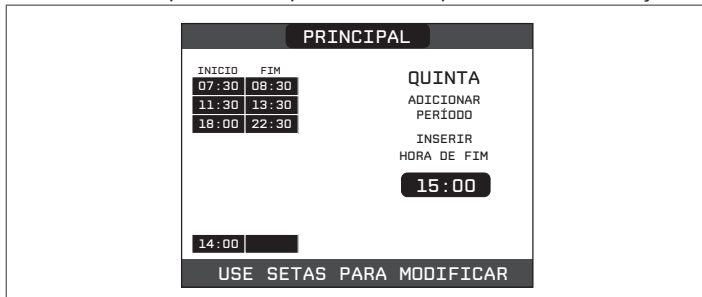 PRINCIPAL
INICIO FIM
07:30 08:30
11:30 13:30
18:00 22:30
14:00
QUINTA
ADICIONAR
PERÍODO
INSERIR
HORA DE FIM
15:00
USE SETAS PARA MODIFICAR